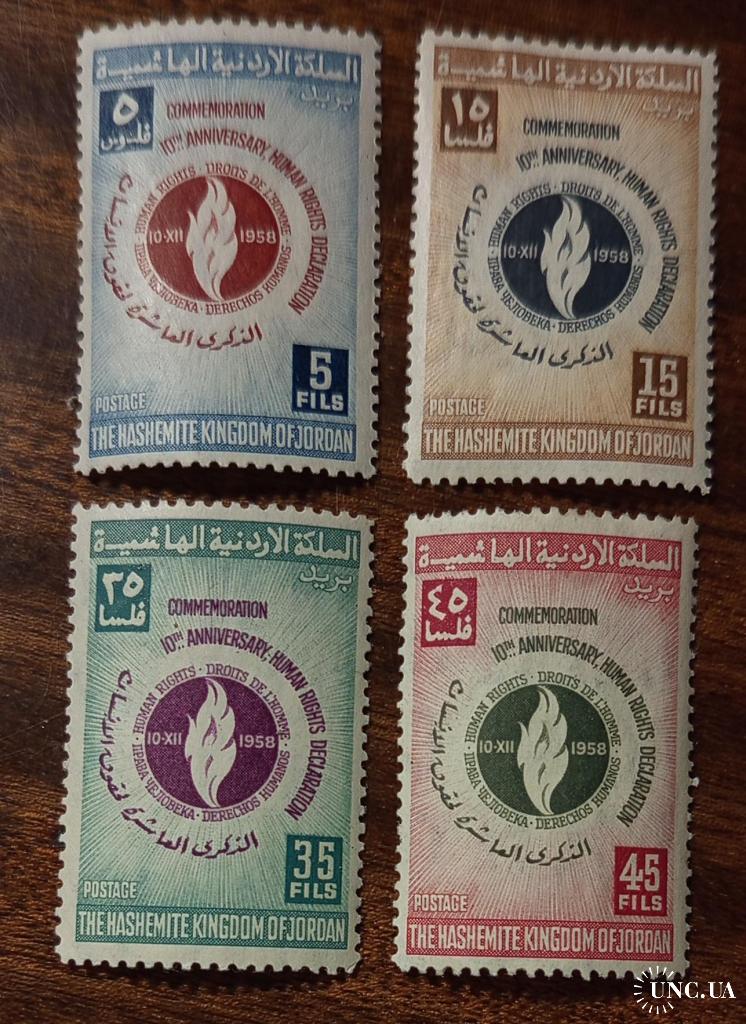 المملكة الاردنية الهاشمية
بريد
٥
فلوس
COMMEMORATION
10TH ANNIVERSARY, HUMAN RIGHTS DECLARATION
HUMAN RIGHTS · DROITS DE L'HOMME · DERECHOS HUMANOS · ПРАВА ЧЕЛОВЕКА ·
10·XII 1958
الذكرى العاشرة لحقوق الانسان
5
FILS
POSTAGE
THE HASHEMITE KINGDOM OF JORDAN
المملكة الاردنية الهاشمية
بريد
١٥
فلسا
COMMEMORATION
10TH ANNIVERSARY, HUMAN RIGHTS DECLARATION
HUMAN RIGHTS · DROITS DE L'HOMME · DERECHOS HUMANOS · ПРАВА ЧЕЛОВЕКА ·
10·XII 1958
الذكرى العاشرة لحقوق الانسان
15
FILS
POSTAGE
THE HASHEMITE KINGDOM OF JORDAN
المملكة الاردنية الهاشمية
بريد
٣٥
فلسا
COMMEMORATION
10TH ANNIVERSARY, HUMAN RIGHTS DECLARATION
HUMAN RIGHTS · DROITS DE L'HOMME · DERECHOS HUMANOS · ПРАВА ЧЕЛОВЕКА ·
10·XII 1958
الذكرى العاشرة لحقوق الانسان
35
FILS
POSTAGE
THE HASHEMITE KINGDOM OF JORDAN
المملكة الاردنية الهاشمية
بريد
٤٥
فلسا
COMMEMORATION
10TH ANNIVERSARY, HUMAN RIGHTS DECLARATION
HUMAN RIGHTS · DROITS DE L'HOMME · DERECHOS HUMANOS · ПРАВА ЧЕЛОВЕКА ·
10·XII 1958
الذكرى العاشرة لحقوق الانسان
45
FILS
POSTAGE
THE HASHEMITE KINGDOM OF JORDAN
UNC.UA